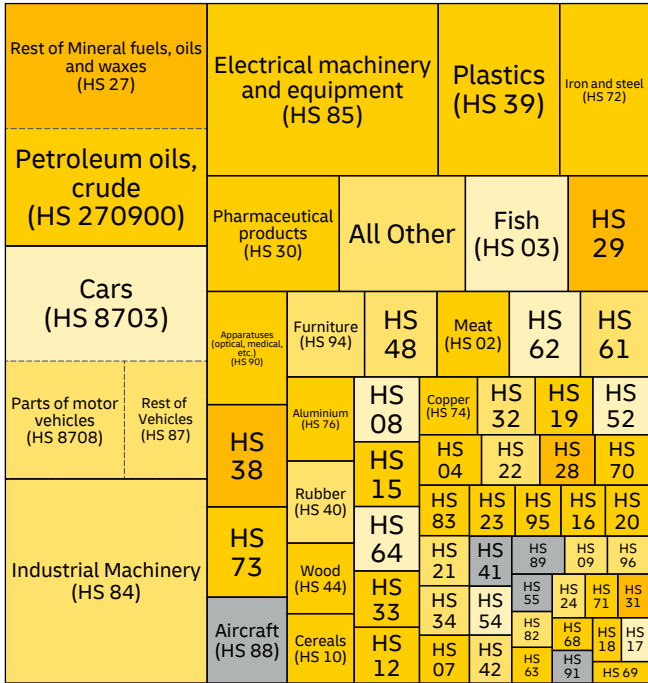 Rest of Mineral fuels, oils
and waxes
(HS 27)
Petroleum oils,
crude
(HS 270900)
Cars
(HS 8703)
Parts of motor
vehicles
(HS 8708)
Rest of
Vehicles
(HS 87)
Industrial Machinery
(HS 84)
Electrical machinery
and equipment
(HS 85)
Plastics
(HS 39)
Iron and steel
(HS 72)
Pharmaceutical
products
(HS 30)
All Other
Fish
(HS 03)
HS
29
Apparatuses
(optical, medical,
etc.)
(HS 90)
Furniture
(HS 94)
HS
48
Meat
(HS 02)
HS
62
HS
61
HS
38
HS
73
Aircraft
(HS 88)
Aluminium
(HS 76)
Rubber
(HS 40)
Wood
(HS 44)
Cereals
(HS 10)
HS
08
HS
15
HS
64
HS
33
HS
12
Copper
(HS 74)
HS
32
HS
19
HS
52
HS
04
HS
22
HS
28
HS
70
HS
83
HS
23
HS
95
HS
16
HS
20
HS
21
HS
41
HS
89
HS
09
HS
96
HS
34
HS
54
HS
55
HS
24
HS
71
HS
31
HS
07
HS
42
HS
82
HS
63
HS
68
HS
91
HS
18
HS
17
HS 69